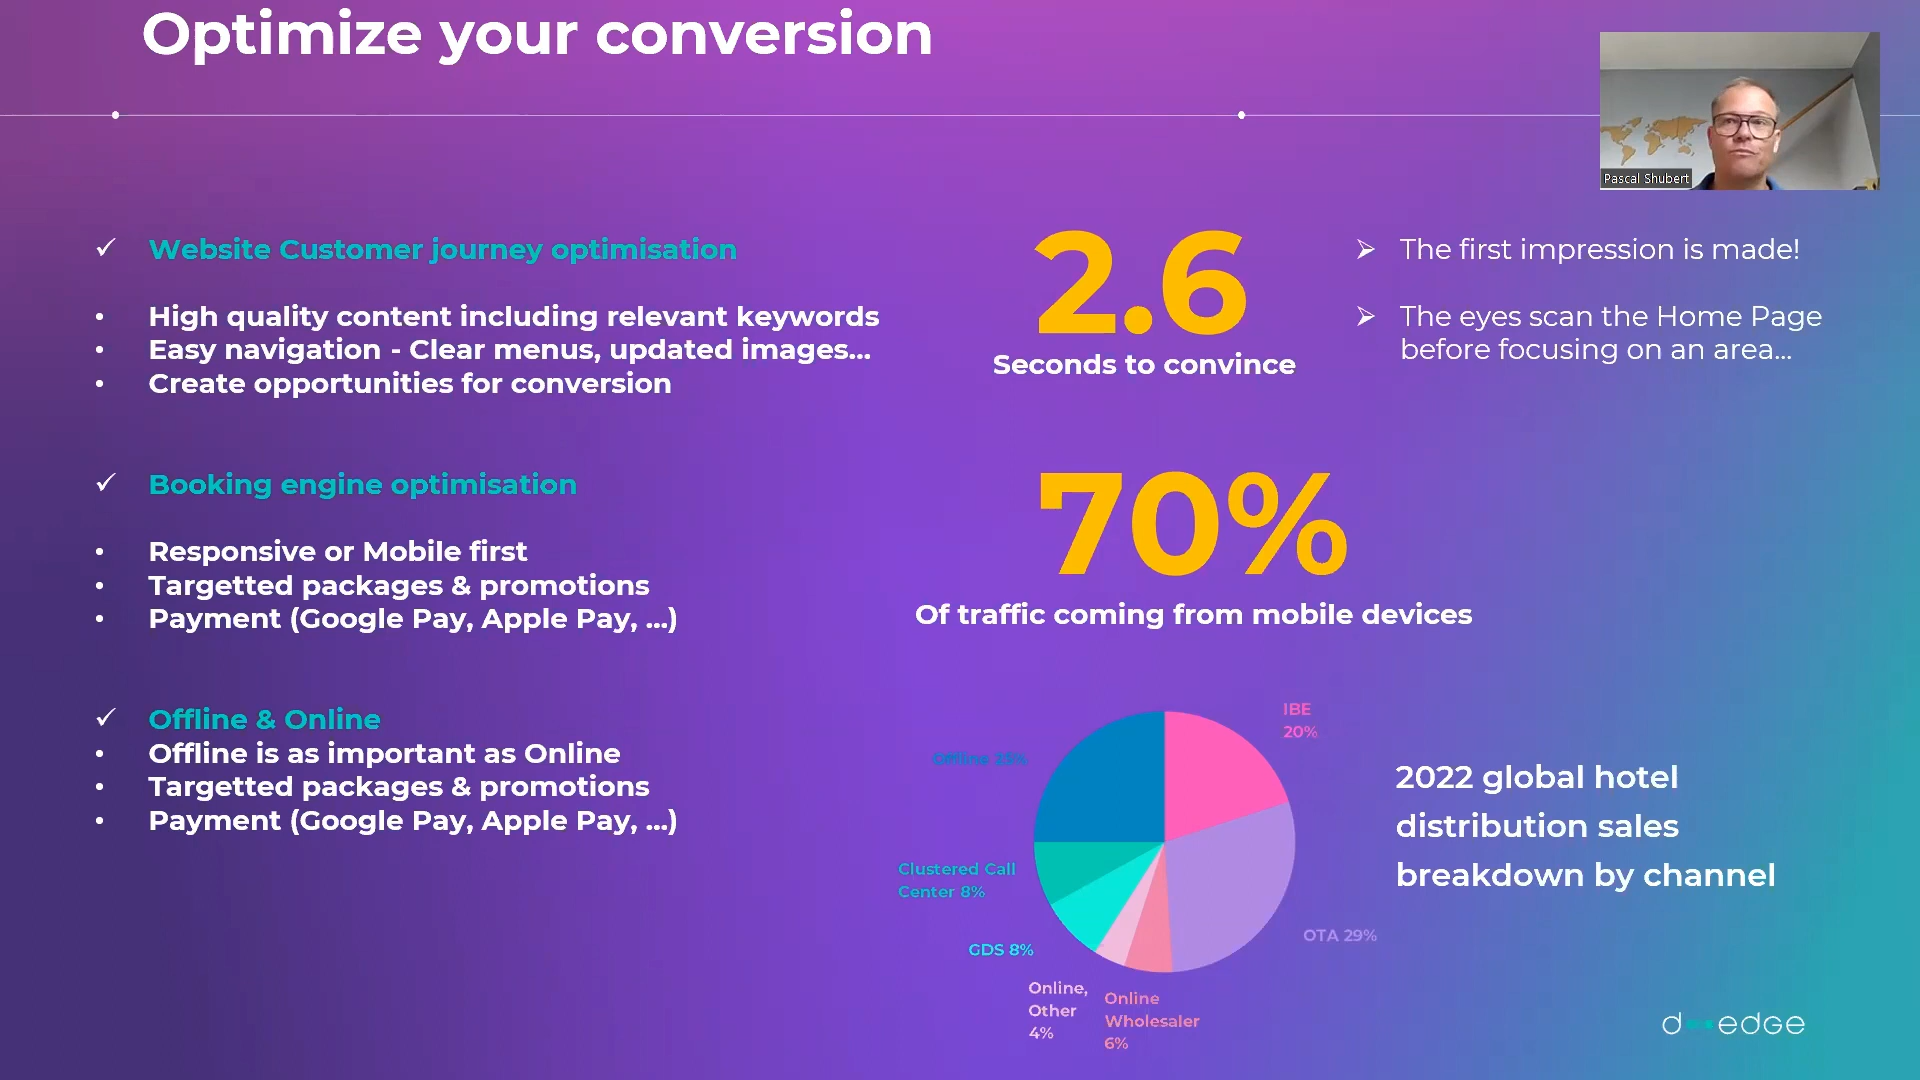 Optimize your conversion
Pascal Shubert
✓ Website Customer journey optimisation
• High quality content including relevant keywords
• Easy navigation - Clear menus, updated images...
• Create opportunities for conversion
2.6
Seconds to convince
➢ The first impression is made!
➢ The eyes scan the Home Page
before focusing on an area...
✓ Booking engine optimisation
• Responsive or Mobile first
• Targetted packages & promotions
• Payment (Google Pay, Apple Pay, ...)
70%
Of traffic coming from mobile devices
✓ Offline & Online
• Offline is as important as Online
• Targetted packages & promotions
• Payment (Google Pay, Apple Pay, ...)
IBE
20%
Offline 25%
Clustered Call
Center 8%
GDS 8%
Online,
Other
4%
Online
Wholesaler
6%
OTA 29%
2022 global hotel
distribution sales
breakdown by channel
d edge